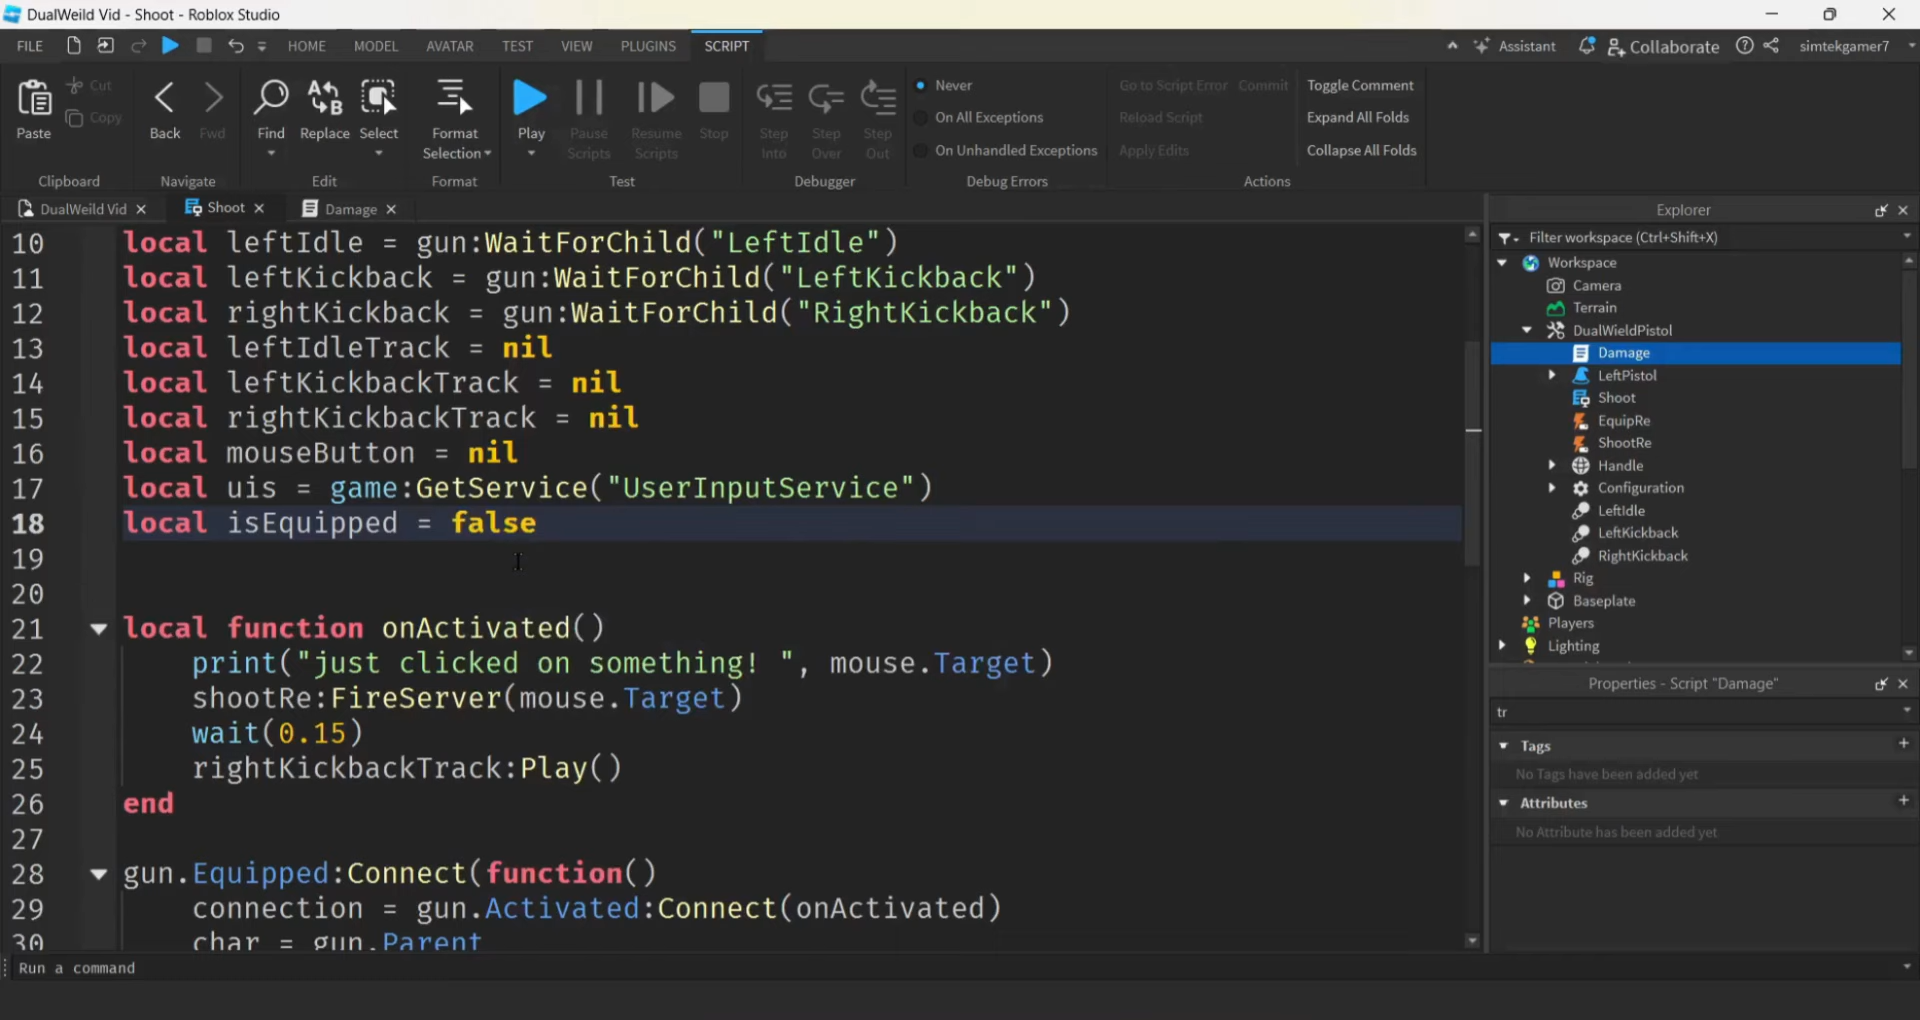 DualWeild Vid - Shoot - Roblox Studio
FILE HOME MODEL AVATAR TEST VIEW PLUGINS SCRIPT Assistant Collaborate simtekgamer7
Paste Cut Copy
Clipboard
Back Fwd
Navigate
Find Replace Select
Edit
Format Selection
Format
Play Pause Scripts Resume Scripts Stop
Test
Step Into Step Over Step Out
Debugger
Never
On All Exceptions
On Unhandled Exceptions
Debug Errors
Go to Script Error Commit
Reload Script
Apply Edits
Toggle Comment
Expand All Folds
Collapse All Folds
Actions
DualWeild Vid Shoot Damage
10 local leftIdle = gun:WaitForChild("LeftIdle")
11 local leftKickback = gun:WaitForChild("LeftKickback")
12 local rightKickback = gun:WaitForChild("RightKickback")
13 local leftIdleTrack = nil
14 local leftKickbackTrack = nil
15 local rightKickbackTrack = nil
16 local mouseButton = nil
17 local uis = game:GetService("UserInputService")
18 local isEquipped = false
19
20
21 local function onActivated()
22 print("just clicked on something! ", mouse.Target)
23 shootRe:FireServer(mouse.Target)
24 wait(0.15)
25 rightKickbackTrack:Play()
26 end
27
28 gun.Equipped:Connect(function()
29 connection = gun.Activated:Connect(onActivated)
30 char = gun.Parent
Run a command
Explorer
Filter workspace (Ctrl+Shift+X)
Workspace
Camera
Terrain
DualWieldPistol
Damage
LeftPistol
Shoot
EquipRe
ShootRe
Handle
Configuration
LeftIdle
LeftKickback
RightKickback
Rig
Baseplate
Players
Lighting
Properties - Script "Damage"
tr
Tags
No Tags have been added yet
Attributes
No Attribute has been added yet